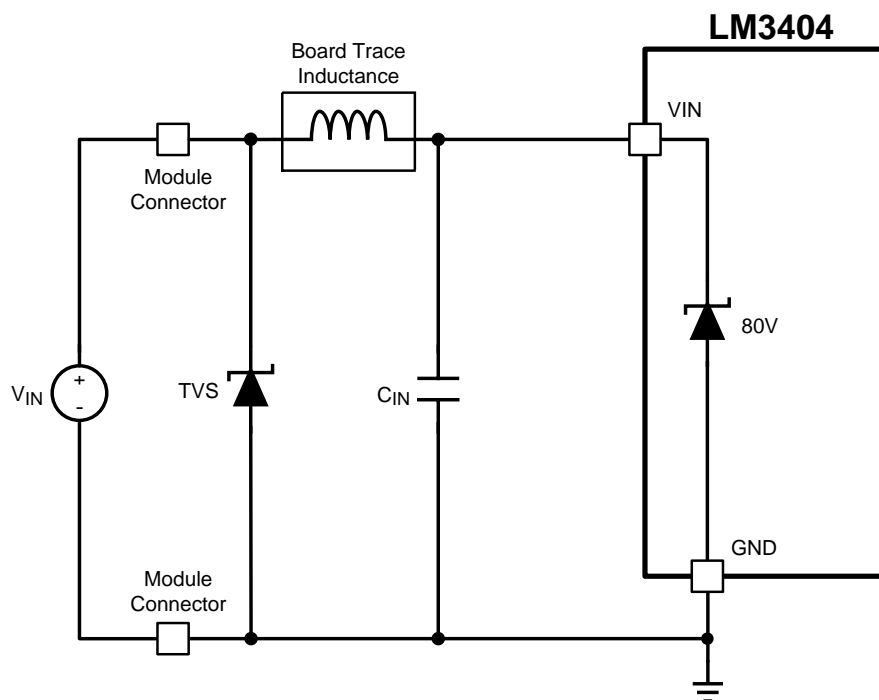 LM3404
Board Trace
Inductance
VIN
Module
Connector
80V
TVS
CIN
VIN
+
-
GND
Module
Connector